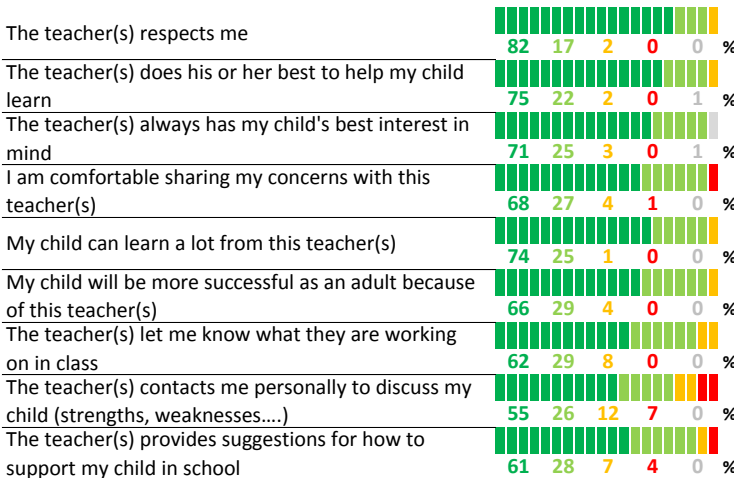 The teacher(s) respects me
82 17 2 0 0 %
The teacher(s) does his or her best to help my child
learn
75 22 2 0 1 %
The teacher(s) always has my child's best interest in
mind
71 25 3 0 1 %
I am comfortable sharing my concerns with this
teacher(s)
68 27 4 1 0 %
My child can learn a lot from this teacher(s)
74 25 1 0 0 %
My child will be more successful as an adult because
of this teacher(s)
66 29 4 0 0 %
The teacher(s) let me know what they are working
on in class
62 29 8 0 0 %
The teacher(s) contacts me personally to discuss my
child (strengths, weaknesses....)
55 26 12 7 0 %
The teacher(s) provides suggestions for how to
support my child in school
61 28 7 4 0 %